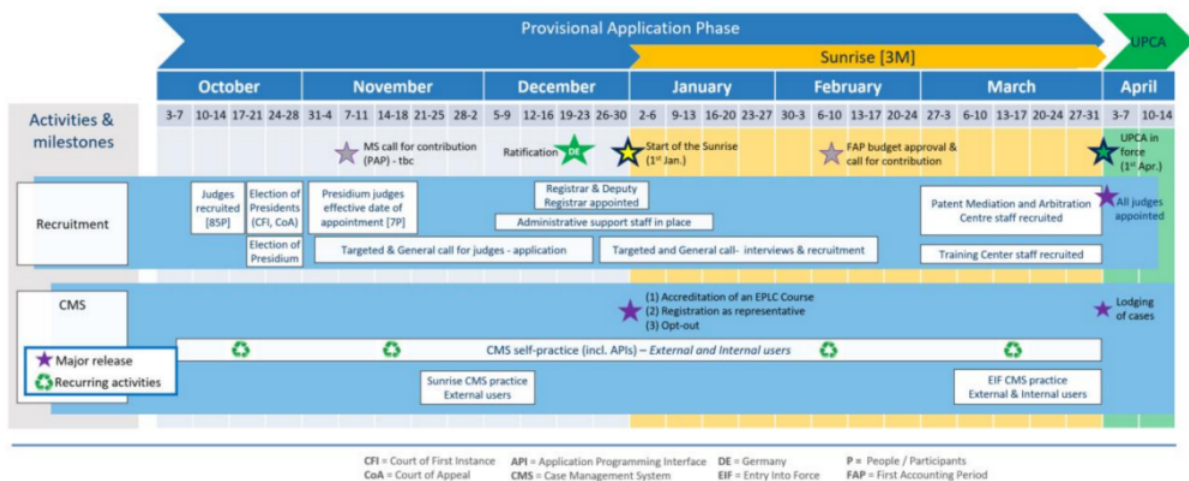 Provisional Application Phase
UPCA
Sunrise [3M]
October November December January February March April
Activities &
milestones
3-7 10-14 17-21 24-28 31-4 7-11 14-18 21-25 28-2 5-9 12-16 19-23 26-30 2-6 9-13 16-20 23-27 30-3 6-10 13-17 20-24 27-3 6-10 13-17 20-24 27-31 3-7 10-14
MS call for contribution
(PAP) - tbc
Ratification
DE
Start of the Sunrise
(1st Jan.)
FAP budget approval &
call for contribution
UPCA in
force
(1st Apr.)
Recruitment
Judges
recruited
[85P]
Election of
Presidents
(CFI, CoA)
Election of
Presidium
Presidium judges
effective date of
appointment [7P]
Registrar & Deputy
Registrar appointed
Administrative support staff in place
Targeted & General call for judges - application
Targeted and General call- interviews & recruitment
Patent Mediation and Arbitration
Centre staff recruited
Training Center staff recruited
All judges
appointed
CMS
(1) Accreditation of an EPLC Course
(2) Registration as representative
(3) Opt-out
Lodging
of cases
CMS self-practice (incl. APIs) – External and Internal users
Sunrise CMS practice
External users
EIF CMS practice
External & Internal users
Major release
Recurring activities
CFI = Court of First Instance API = Application Programming Interface DE = Germany P = People / Participants
CoA = Court of Appeal CMS = Case Management System EIF = Entry Into Force FAP = First Accounting Period